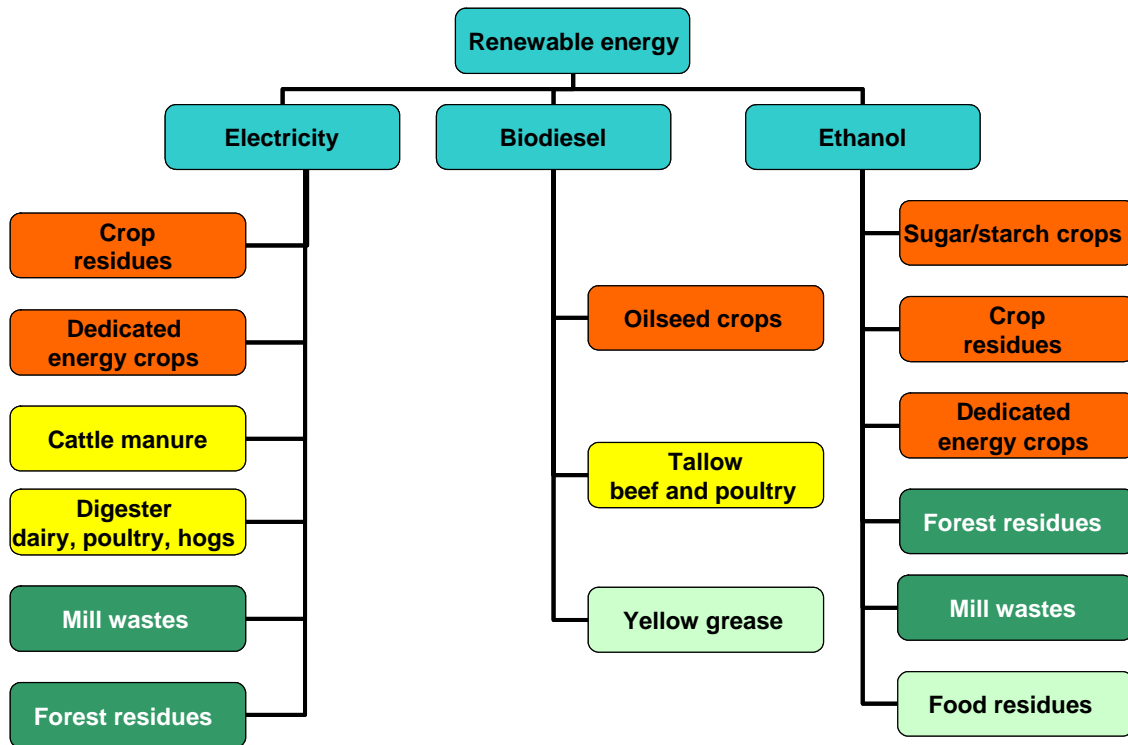 Renewable energy
Electricity
Biodiesel
Ethanol
Crop
residues
Dedicated
energy crops
Cattle manure
Digester
dairy, poultry, hogs
Mill wastes
Forest residues
Oilseed crops
Tallow
beef and poultry
Yellow grease
Sugar/starch crops
Crop
residues
Dedicated
energy crops
Forest residues
Mill wastes
Food residues